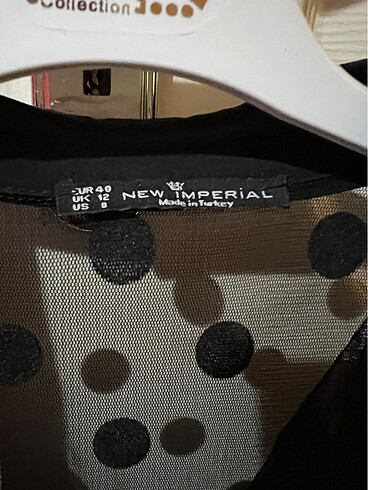 Collection
EUR 40
UK 12
US 8
NEW IMPERiAL
Made in Turkey